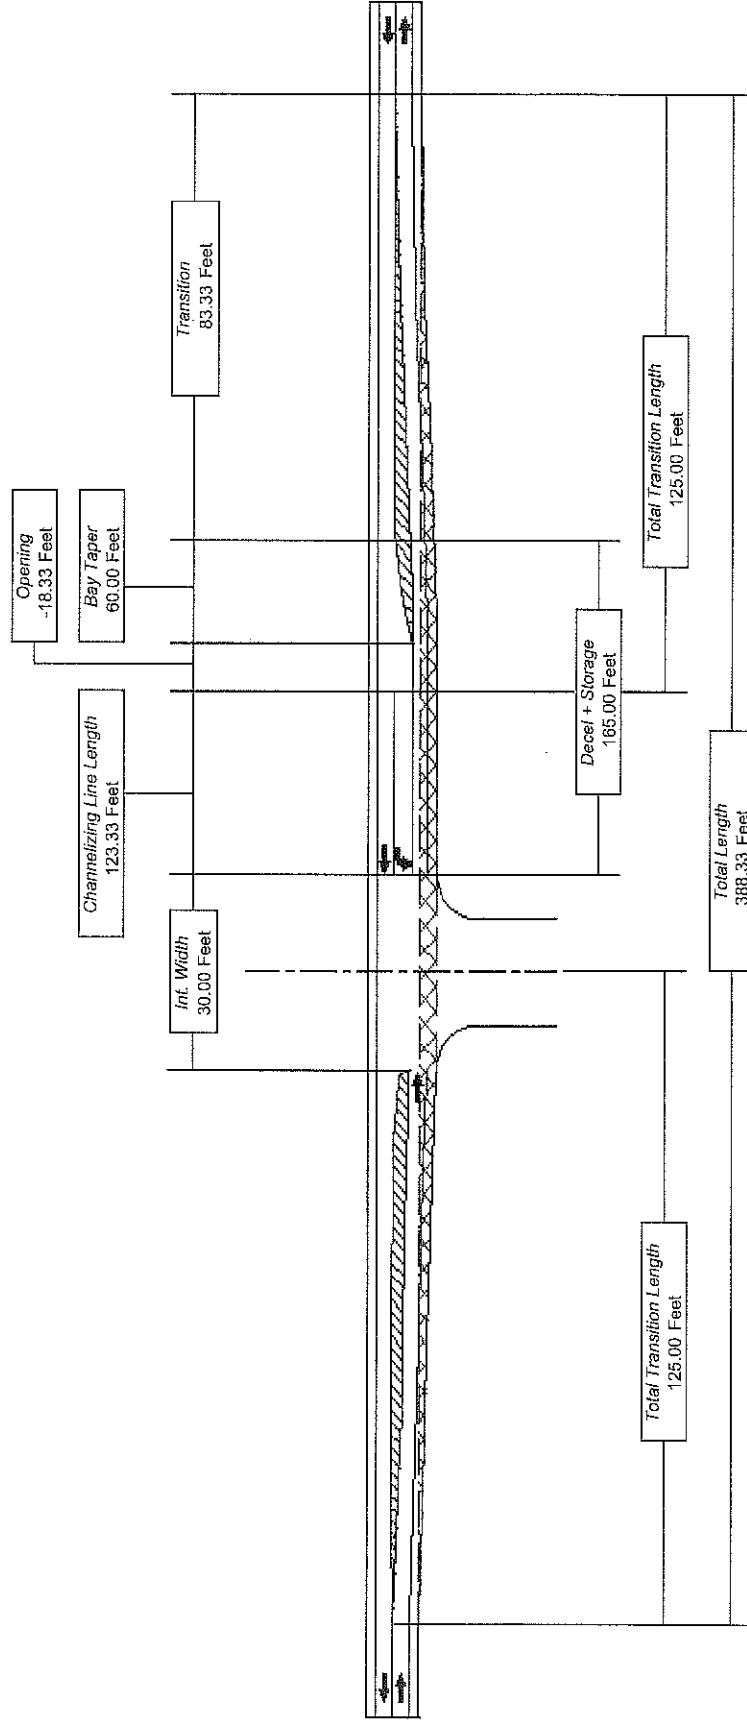 Opening
-18.33 Feet
Channelizing Line Length
123.33 Feet
Bay Taper
60.00 Feet
Int. Width
30.00 Feet
Transition
83.33 Feet
Decel + Storage
165.00 Feet
Total Transition Length
125.00 Feet
Total Transition Length
125.00 Feet
Total Length
388.33 Feet